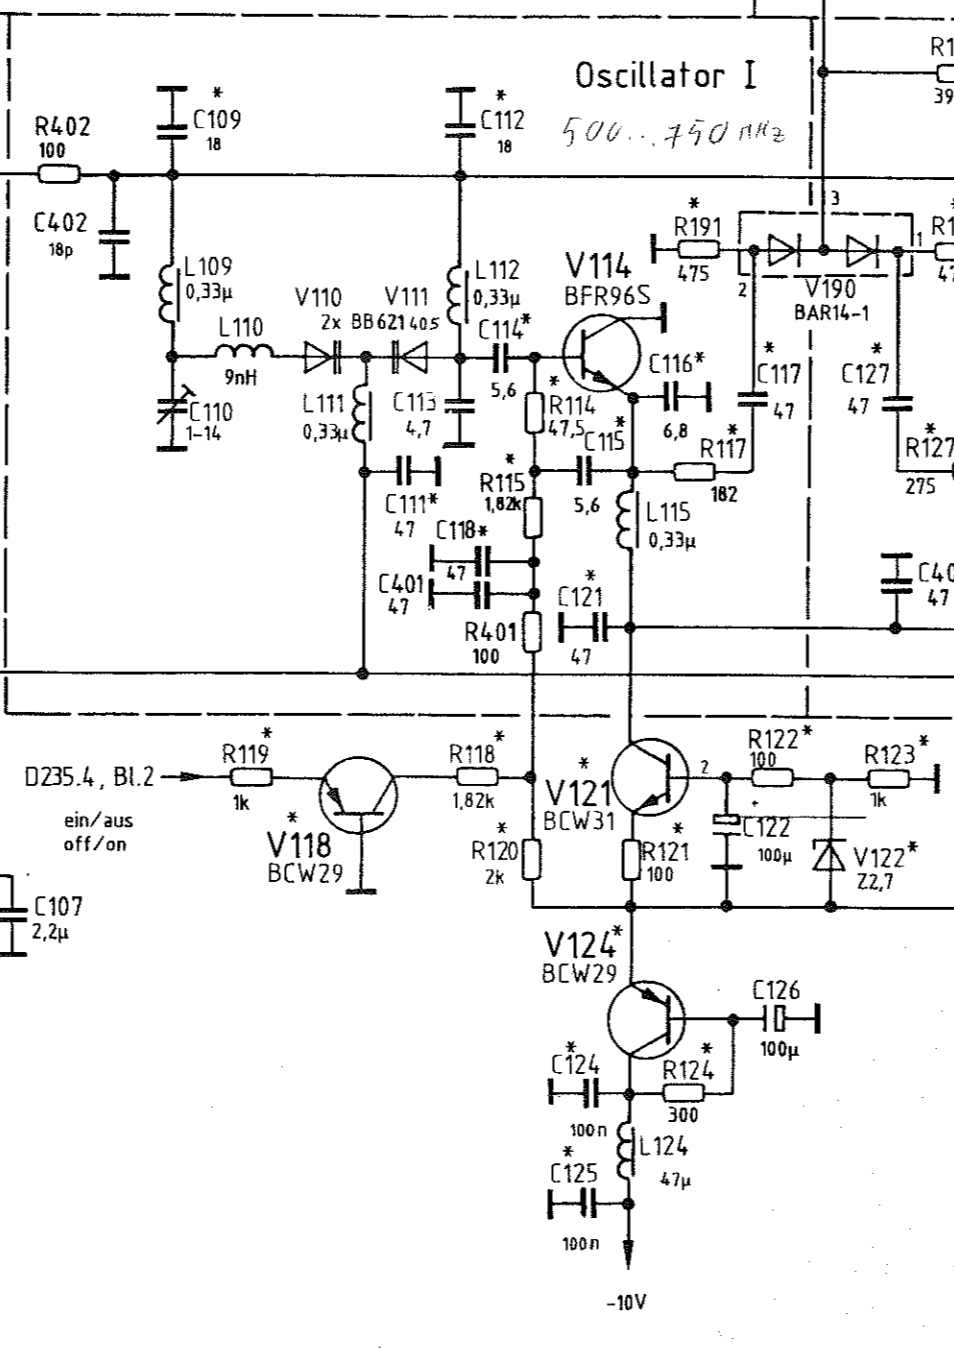 Oscillator I
500...750 MHz
R1
39
R402
100
*
C109
18
*
C112
18
C402
18p
L109
0,33µ
L110
9nH
V110
V111
2x BB621 405
L112
0,33µ
C114*
5,6
V114
BFR96S
*
R191
475
3
1
2
V190
BAR14-1
R1
47
C110
1-14
L111
0,33µ
C113
4,7
*
R114
47,5
C116*
6,8
*
C117
47
*
C127
47
*
C115
5,6
*
R117
182
*
R127
275
C111*
47
*
R115
1,82k
L115
0,33µ
C118*
47
C401
47
R401
100
*
C121
47
C40
47
D235.4, Bl.2
ein/aus
off/on
*
R119
1k
*
V118
BCW29
*
R118
1,82k
*
V121
BCW31
2
R122*
100
R123*
1k
*
R120
2k
*
R121
100
+
C122
100µ
V122*
Z2,7
C107
2,2µ
V124*
BCW29
C126
100µ
*
C124
100n
*
R124
300
L124
47µ
*
C125
100n
-10V